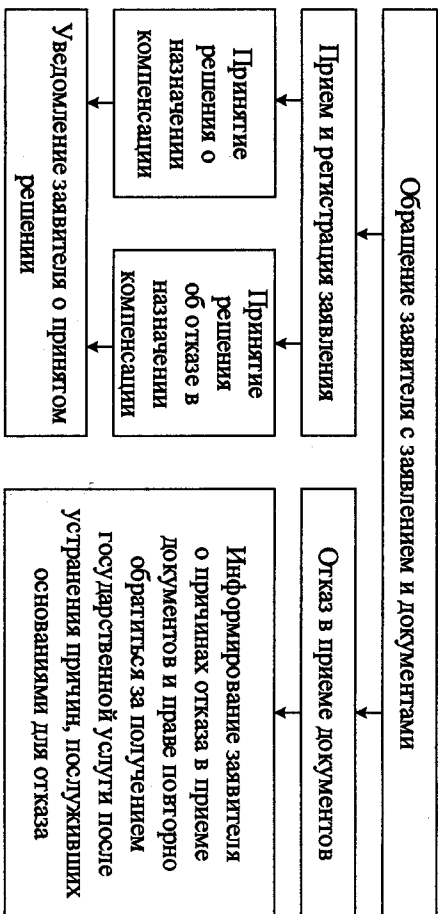 Обращение заявителя с заявлением и документами
Прием и регистрация заявления
Отказ в приеме документов
Принятие
решения о
назначении
компенсации
Принятие
решения
об отказе в
назначении
компенсации
Информирование заявителя
о причинах отказа в приеме
документов и праве повторно
обратиться за получением
государственной услуги после
устранения причин, послуживших
основаниями для отказа
Уведомление заявителя о принятом
решении